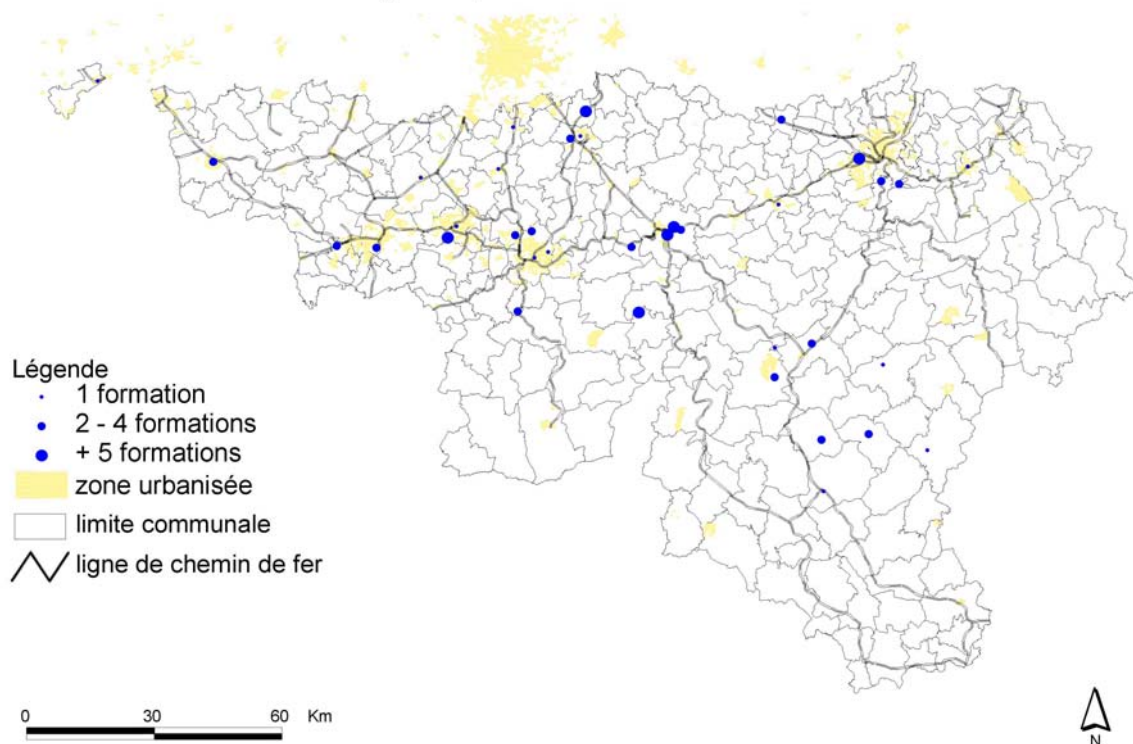 Légende
1 formation
2 - 4 formations
+ 5 formations
zone urbanisée
limite communale
ligne de chemin de fer
0 30 60 Km
N